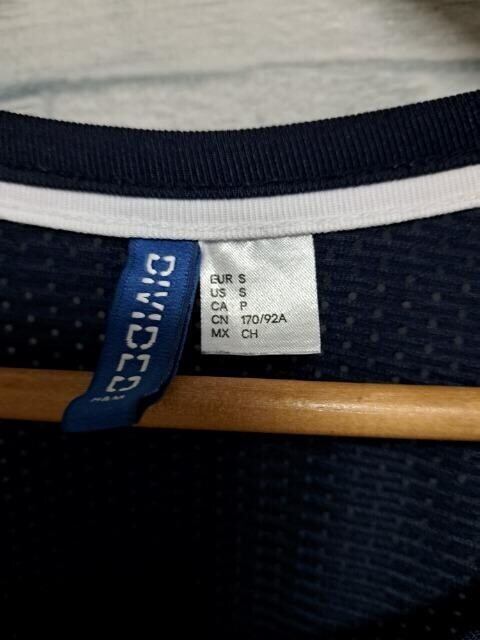 DIVIDED
H&M
EUR S
US S
CA P
CN 170/92A
MX CH